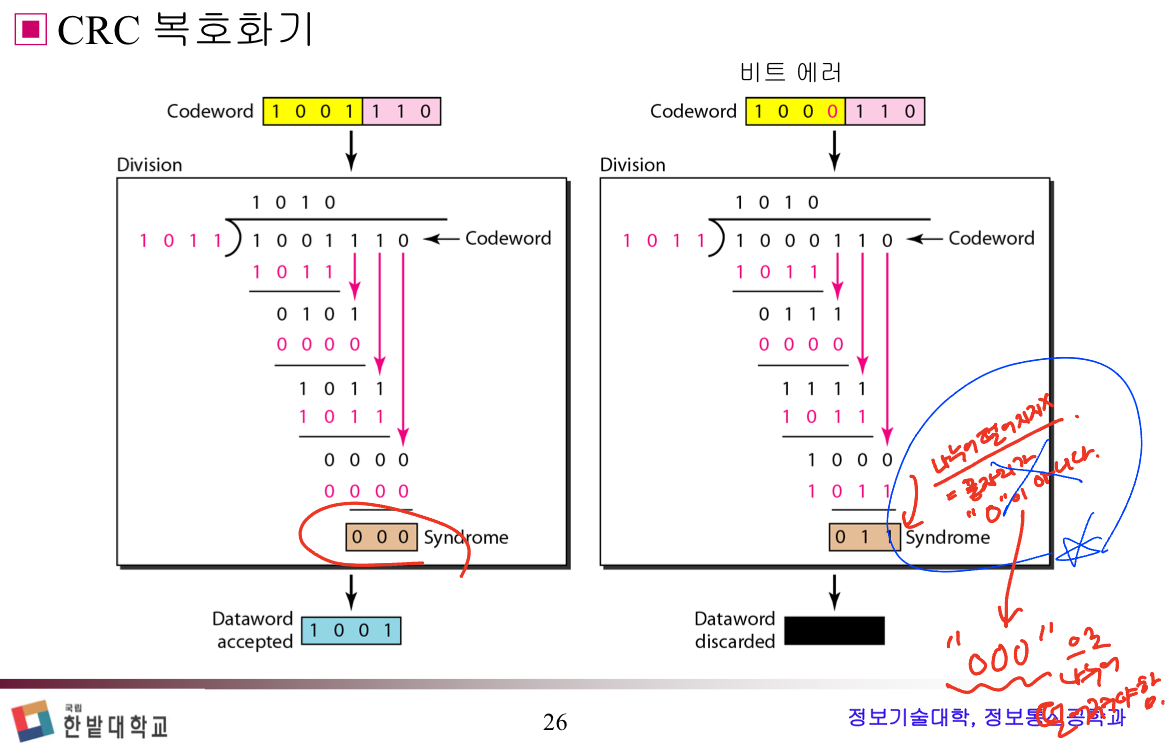 CRC 복호화기
비트 에러
Codeword 1 0 0 1 1 1 0
Codeword 1 0 0 0 1 1 0
Division
1 0 1 0
1 0 1 1 1 0 0 1 1 1 0 Codeword
1 0 1 1
0 1 0 1
0 0 0 0
1 0 1 1
1 0 1 1
0 0 0 0
0 0 0 0
0 0 0 Syndrome
Dataword
accepted
1 0 0 1
Division
1 0 1 0
1 0 1 1 1 0 0 0 1 1 0 Codeword
1 0 1 1
0 1 1 1
0 0 0 0
1 1 1 1
1 0 1 1
1 0 0 0
1 0 1 1
0 1 1 Syndrome
Dataword
discarded
나누어 떨어지지X.
= 끝자리가
"0"이 아니다.
"000"으로
나누어
떨어져야함.
국립
한밭대학교
26
정보기술대학, 정보통신공학과